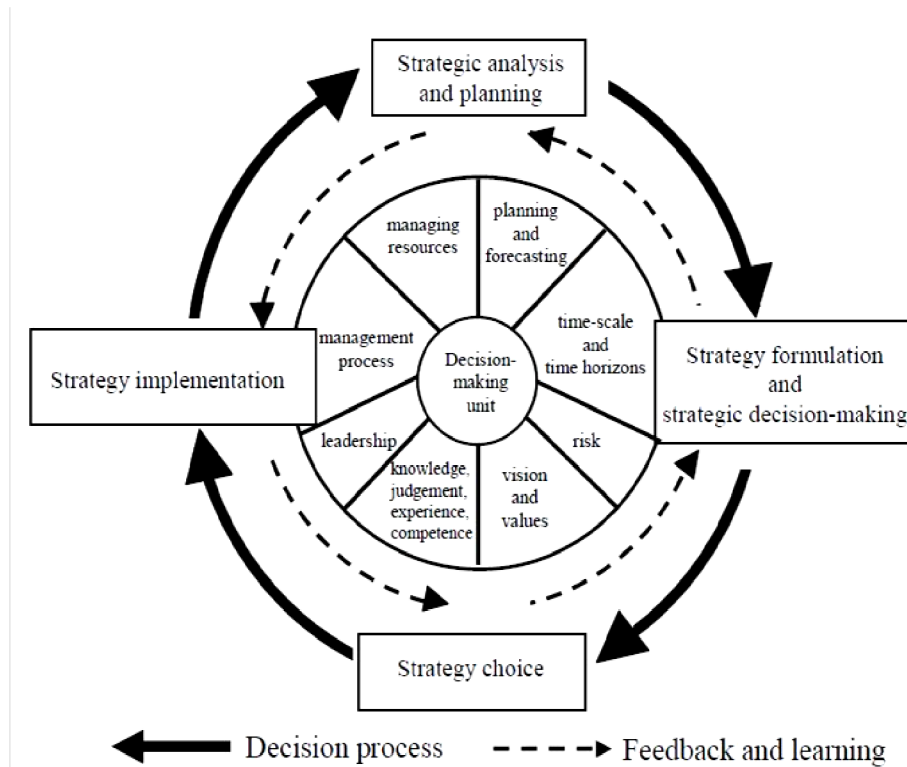 Strategic analysis
and planning
managing
resources
planning
and
forecasting
management
process
Decision-
making
unit
time-scale
and
time horizons
Strategy implementation
Strategy formulation
and
strategic decision-making
leadership
risk
knowledge,
judgement,
experience,
competence
vision
and
values
Strategy choice
Decision process
Feedback and learning